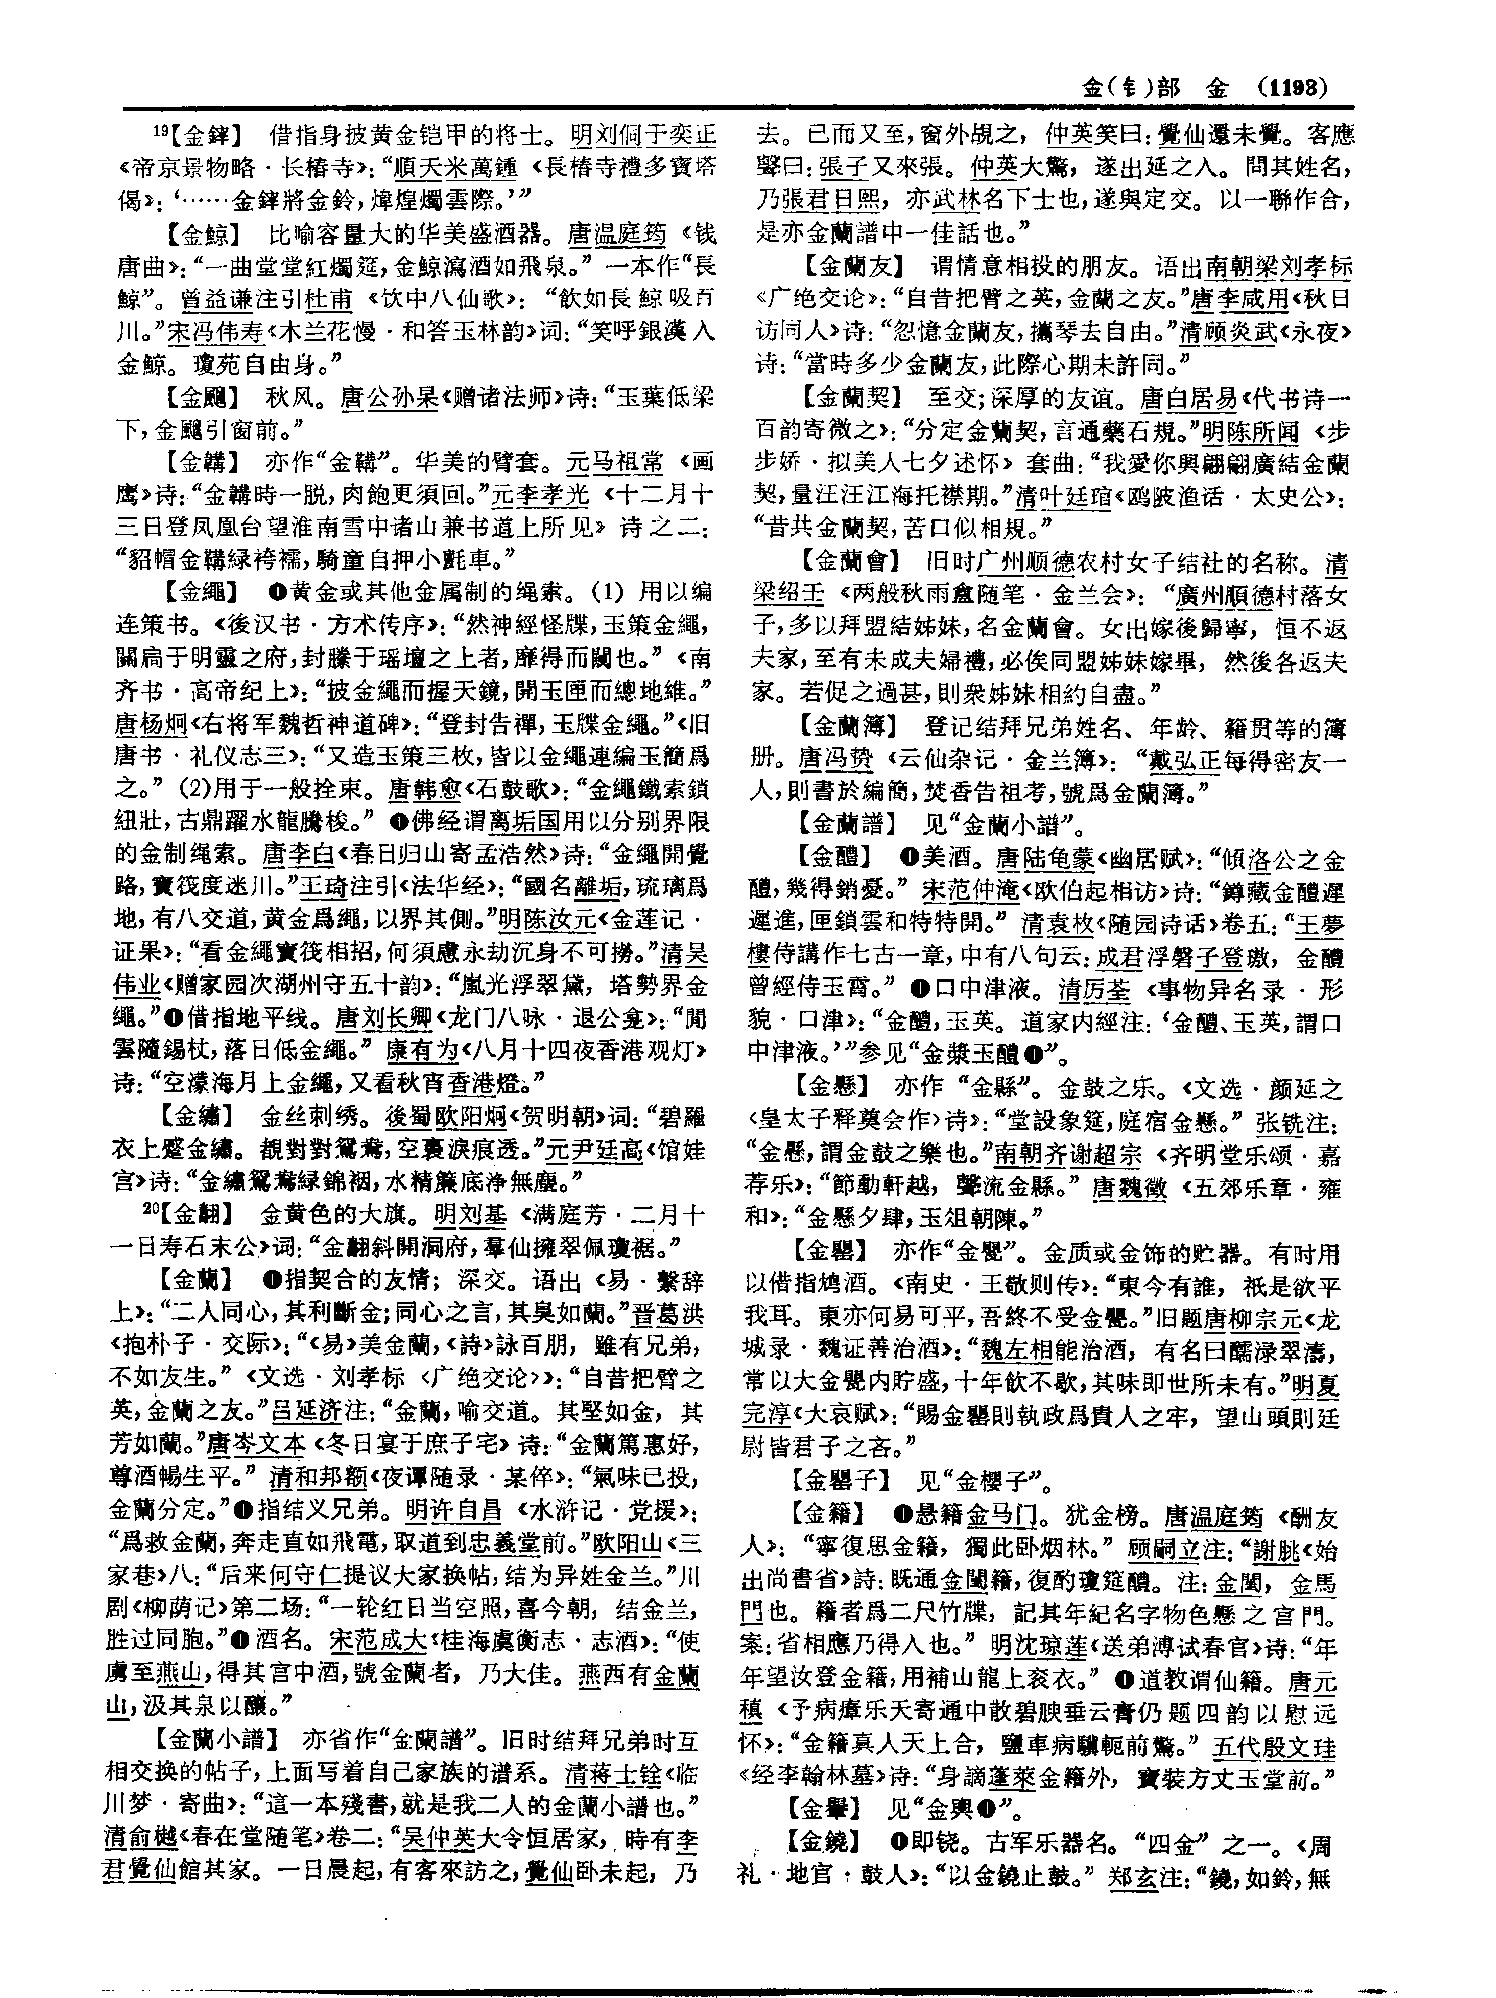 金(钅)部　金　(1193)
19【金鏲】　借指身披黄金铠甲的将士。明刘侗于奕正
《帝京景物略·长椿寺》：“順天米萬鍾《長椿寺禮多寶塔
偈》：‘……金鏲將金鈴，煒煌燭雲際。’”
【金鯨】　比喻容量大的华美盛酒器。唐温庭筠《钱
唐曲》：“一曲堂堂紅燭筵，金鯨瀉酒如飛泉。”一本作“長
鯨”。曾益谦注引杜甫《饮中八仙歌》：“飲如長鯨吸百
川。”宋冯伟寿《木兰花慢·和答玉林韵》词：“笑呼銀漢入
金鯨。瓊苑自由身。”
【金飈】　秋风。唐公孙杲《赠诸法师》诗：“玉葉低梁
下，金飈引窗前。”
【金韝】　亦作“金鞲”。华美的臂套。元马祖常《画
鹰》诗：“金韝時一脱，肉飽更須回。”元李孝光《十二月十
三日登凤凰台望淮南雪中诸山兼书道上所见》诗之二：
“貂帽金鞲緑袴襦，騎童自押小氈車。”
【金繩】　❶黄金或其他金属制的绳索。(1)用以编
连策书。《後汉书·方术传序》：“然神經怪牒，玉策金繩，
關扃于明靈之府，封縢于瑶壇之上者，靡得而闚也。”《南
齐书·高帝纪上》：“披金繩而握天鏡，開玉匣而總地維。”
唐杨炯《右将军魏哲神道碑》：“登封告禪，玉牒金繩。”《旧
唐书·礼仪志三》：“又造玉策三枚，皆以金繩連编玉簡爲
之。”(2)用于一般拴束。唐韩愈《石鼓歌》：“金繩鐵索鎖
紐壯，古鼎躍水龍騰梭。”❷佛经谓离垢国用以分别界限
的金制绳索。唐李白《春日归山寄孟浩然》诗：“金繩開覺
路，寶筏度迷川。”王琦注引《法华经》：“國名離垢，琉璃爲
地，有八交道，黄金爲繩，以界其側。”明陈汝元《金莲记·
证果》：“看金繩寶筏相招，何須慮永劫沉身不可撈。”清吴
伟业《赠家园次湖州守五十韵》：“嵐光浮翠黛，塔勢界金
繩。”❸借指地平线。唐刘长卿《龙门八咏·退公龛》：“閒
雲隨錫杖，落日低金繩。”康有为《八月十四夜香港观灯》
诗：“空濛海月上金繩，又看秋宵香港燈。”
【金繡】　金丝刺绣。後蜀欧阳炯《贺明朝》词：“碧羅
衣上蹙金繡。覩對對鴛鴦，空裛淚痕透。”元尹廷高《馆娃
宫》诗：“金繡鴛鴦緑錦裀，水精簾底净無塵。”
20【金翿】　金黄色的大旗。明刘基《满庭芳·二月十
一日寿石末公》词：“金翿斜開洞府，羣仙擁翠佩瓊裾。”
【金蘭】　❶指契合的友情；深交。语出《易·繫辞
上》：“二人同心，其利斷金；同心之言，其臭如蘭。”晋葛洪
《抱朴子·交际》：“《易》美金蘭，《詩》詠百朋，雖有兄弟，
不如友生。”《文选·刘孝标〈广绝交论〉》：“自昔把臂之
英，金蘭之友。”吕延济注：“金蘭，喻交道。其堅如金，其
芳如蘭。”唐岑文本《冬日宴于庶子宅》诗：“金蘭篤惠好，
尊酒暢生平。”清和邦额《夜谭随录·某倅》：“氣味已投，
金蘭分定。”❷指结义兄弟。明许自昌《水浒记·党援》：
“爲救金蘭，奔走直如飛電，取道到忠義堂前。”欧阳山《三
家巷》八：“后来何守仁提议大家换帖，结为异姓金兰。”川
剧《柳荫记》第二场：“一轮红日当空照，喜今朝，结金兰，
胜过同胞。”❸酒名。宋范成大《桂海虞衡志·志酒》：“使
虜至燕山，得其宫中酒，號金蘭者，乃大佳。燕西有金蘭
山，汲其泉以釀。”
【金蘭小譜】　亦省作“金蘭譜”。旧时结拜兄弟时互
相交换的帖子，上面写着自己家族的谱系。清蒋士铨《临
川梦·寄曲》：“這一本殘書，就是我二人的金蘭小譜也。”
清俞樾《春在堂随笔》卷二：“吴仲英大令恒居家，時有李
君覺仙館其家。一日晨起，有客來訪之，覺仙卧未起，乃
去。已而又至，窗外覘之，仲英笑曰：覺仙還未覺。客應
聲曰：張子又來張。仲英大驚，遂出延之入。問其姓名，
乃張君日熙，亦武林名下士也，遂與定交。以一聯作合，
是亦金蘭譜中一佳話也。”
【金蘭友】　谓情意相投的朋友。语出南朝梁刘孝标
《广绝交论》：“自昔把臂之英，金蘭之友。”唐李咸用《秋日
访同人》诗：“忽憶金蘭友，攜琴去自由。”清顾炎武《永夜》
诗：“當時多少金蘭友，此際心期未許同。”
【金蘭契】　至交；深厚的友谊。唐白居易《代书诗一
百韵寄微之》：“分定金蘭契，言通藥石規。”明陈所闻《步
步娇·拟美人七夕述怀》套曲：“我愛你興翩翩廣結金蘭
契，量汪汪江海托襟期。”清叶廷琯《鸥陂渔话·太史公》：
“昔共金蘭契，苦口似相規。”
【金蘭會】　旧时广州顺德农村女子结社的名称。清
梁绍壬《两般秋雨盦随笔·金兰会》：“廣州順德村落女
子，多以拜盟結姊妹，名金蘭會。女出嫁後歸寧，恒不返
夫家，至有未成夫婦禮，必俟同盟姊妹嫁畢，然後各返夫
家。若促之過甚，則衆姊妹相約自盡。”
【金蘭簿】　登记结拜兄弟姓名、年龄、籍贯等的簿
册。唐冯贽《云仙杂记·金兰簿》：“戴弘正每得密友一
人，則書於編簡，焚香告祖考，號爲金蘭簿。”
【金蘭譜】　见“金蘭小譜”。
【金醴】　❶美酒。唐陆龟蒙《幽居赋》：“傾洛公之金
醴，幾得銷憂。”宋范仲淹《欧伯起相访》诗：“鐏藏金醴遲
遲進，匣鎖雲和特特開。”清袁枚《随园诗话》卷五：“王夢
樓侍講作七古一章，中有八句云：成君浮磐子登璈，金醴
曾經侍玉霄。”❷口中津液。清厉荃《事物异名录·形
貌·口津》：“金醴，玉英。道家内經注：‘金醴、玉英，謂口
中津液。’”参见“金漿玉醴❶”。
【金懸】　亦作“金縣”。金鼓之乐。《文选·颜延之
〈皇太子释奠会作〉诗》：“堂設象筵，庭宿金懸。”张铣注：
“金懸，謂金鼓之樂也。”南朝齐谢超宗《齐明堂乐颂·嘉
荐乐》：“節動軒越，聲流金縣。”唐魏徵《五郊乐章·雍
和》：“金懸夕肆，玉俎朝陳。”
【金罌】　亦作“金甖”。金质或金饰的贮器。有时用
以借指鸩酒。《南史·王敬则传》：“東今有誰，祇是欲平
我耳。東亦何易可平，吾終不受金甖。”旧题唐柳宗元《龙
城录·魏证善治酒》：“魏左相能治酒，有名曰醽渌翠濤，
常以大金甖内貯盛，十年飲不歇，其味即世所未有。”明夏
完淳《大哀赋》：“賜金罌則執政爲貴人之牢，望山頭則廷
尉皆君子之吝。”
【金罌子】　见“金樱子”。
【金籍】　❶悬籍金马门。犹金榜。唐温庭筠《酬友
人》：“寧復思金籍，獨此卧烟林。”顾嗣立注：“謝朓《始
出尚書省》詩：既通金閨籍，復酌瓊筵醴。注：金閨，金馬
門也。籍者爲二尺竹牒，記其年紀名字物色懸之宫門。
案：省相應乃得入也。”明沈琼莲《送弟溥试春官》诗：“年
年望汝登金籍，用補山龍上衮衣。”❷道教谓仙籍。唐元
稹《予病瘴乐天寄通中散碧腴垂云膏仍题四韵以慰远
怀》：“金籍真人天上合，鹽車病驥軛前驚。”五代殷文珪
《经李翰林墓》诗：“身謫蓬萊金籍外，寶裝方丈玉堂前。”
【金轝】　见“金輿❶”。
【金鐃】　❶即铙。古军乐器名。“四金”之一。《周
礼·地官·鼓人》：“以金鐃止鼓。”郑玄注：“鐃，如鈴，無